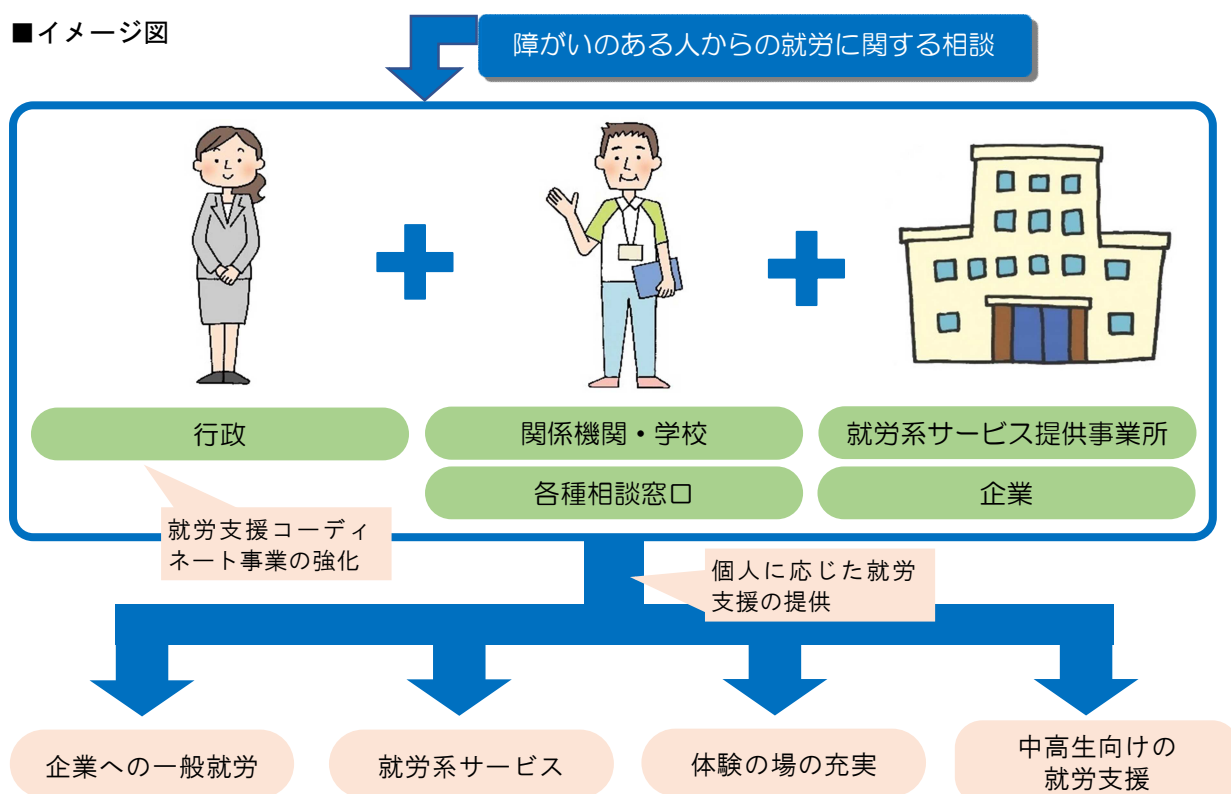 ■イメージ図
障がいのある人からの就労に関する相談
行政
関係機関・学校
就労系サービス提供事業所
各種相談窓口
企業
就労支援コーディ
ネート事業の強化
個人に応じた就労
支援の提供
企業への一般就労
就労系サービス
体験の場の充実
中高生向けの
就労支援